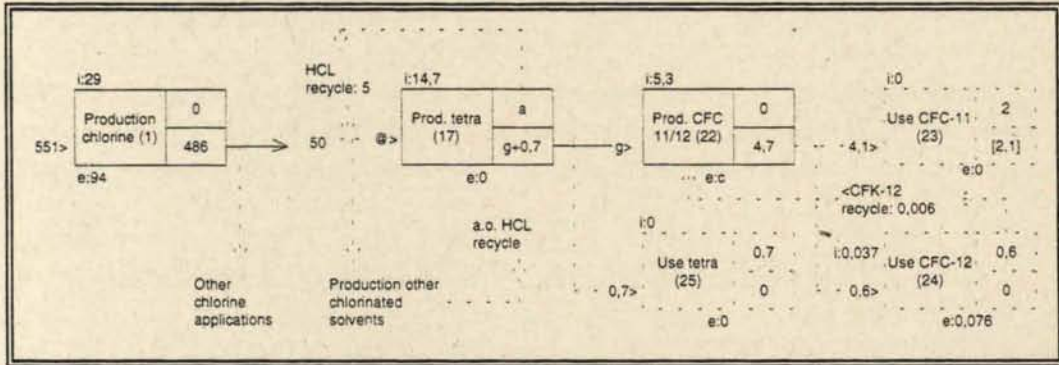 i:29
Production chlorine (1)
0
486
551>
e:94
HCL
recycle: 5
50
@>
i:14,7
Prod. tetra
(17)
a
g+0,7
e:0
g>
i:5,3
Prod. CFC
11/12 (22)
0
4,7
e:c
4,1>
i:0
Use CFC-11
(23)
2
[2,1]
e:0
<CFK-12
recycle: 0,006
a.o. HCL
recycle
Other
chlorine
applications
Production other
chlorinated
solvents
0,7>
i:0
Use tetra
(25)
0.7
0
e:0
0,6>
i:0,037
Use CFC-12
(24)
0,6
0
e:0,076